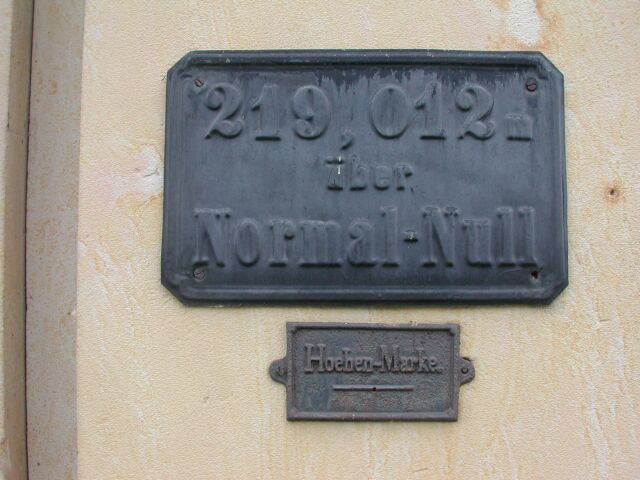 219,012 m
über
Normal-Null
Hoehen-Marke.